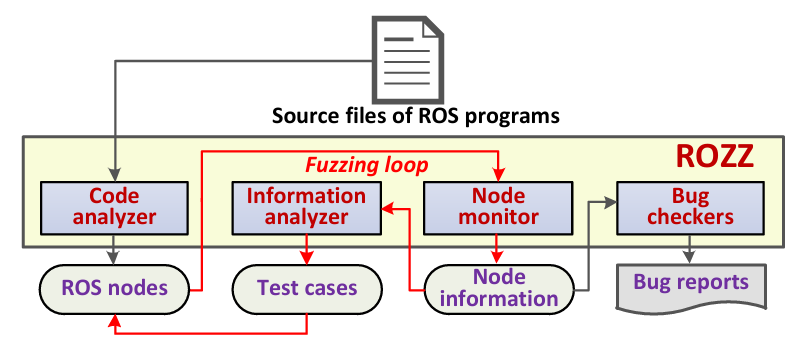 Source files of ROS programs
ROZZ
Fuzzing loop
Code
analyzer
Information
analyzer
Node
monitor
Bug
checkers
ROS nodes
Test cases
Node
information
Bug reports